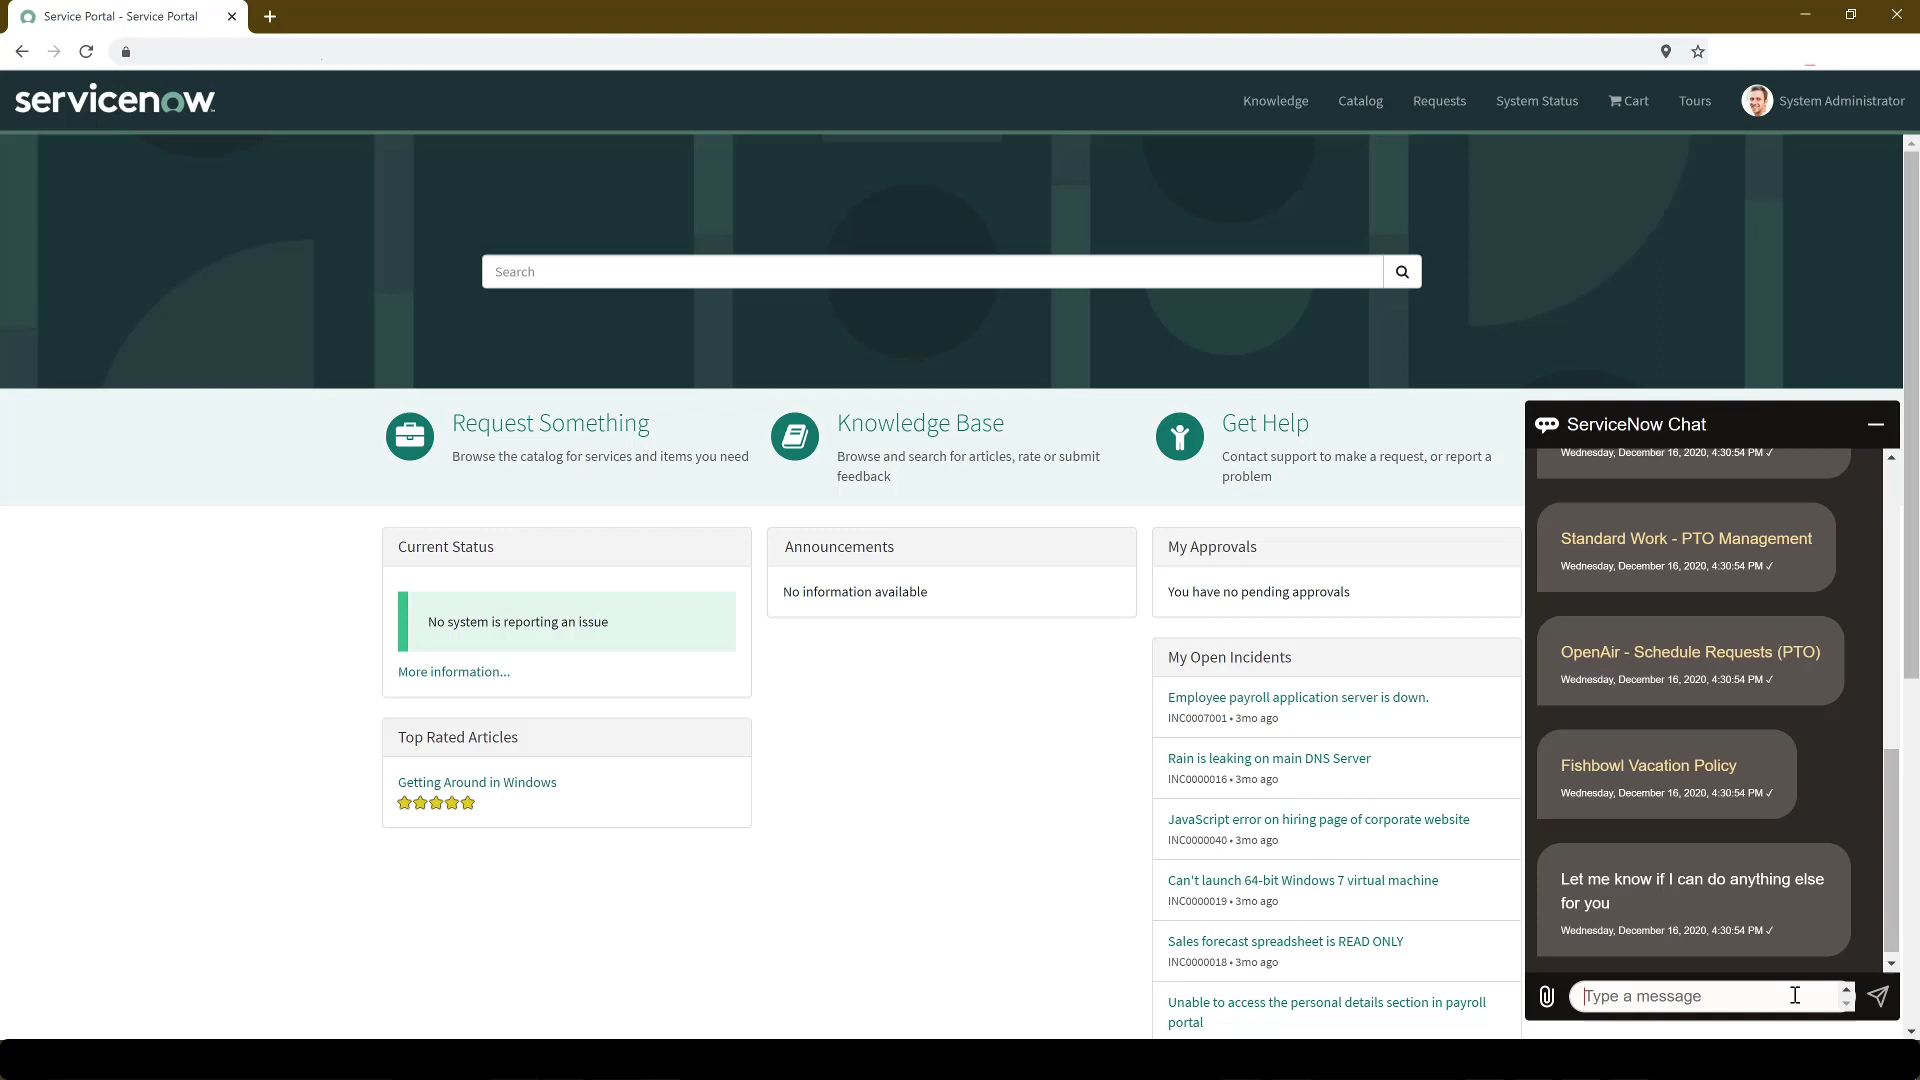 Service Portal - Service Portal
servicenow
Knowledge
Catalog
Requests
System Status
Cart
Tours
System Administrator
Search
Request Something
Browse the catalog for services and items you need
Knowledge Base
Browse and search for articles, rate or submit
feedback
Get Help
Contact support to make a request, or report a
problem
Current Status
No system is reporting an issue
More information...
Top Rated Articles
Getting Around in Windows
Announcements
No information available
My Approvals
You have no pending approvals
My Open Incidents
Employee payroll application server is down.
INC0007001 • 3mo ago
Rain is leaking on main DNS Server
INC0000016 • 3mo ago
JavaScript error on hiring page of corporate website
INC0000040 • 3mo ago
Can't launch 64-bit Windows 7 virtual machine
INC0000019 • 3mo ago
Sales forecast spreadsheet is READ ONLY
INC0000018 • 3mo ago
Unable to access the personal details section in payroll
portal
ServiceNow Chat
Wednesday, December 16, 2020, 4:30:54 PM ✓
Standard Work - PTO Management
Wednesday, December 16, 2020, 4:30:54 PM ✓
OpenAir - Schedule Requests (PTO)
Wednesday, December 16, 2020, 4:30:54 PM ✓
Fishbowl Vacation Policy
Wednesday, December 16, 2020, 4:30:54 PM ✓
Let me know if I can do anything else
for you
Wednesday, December 16, 2020, 4:30:54 PM ✓
Type a message